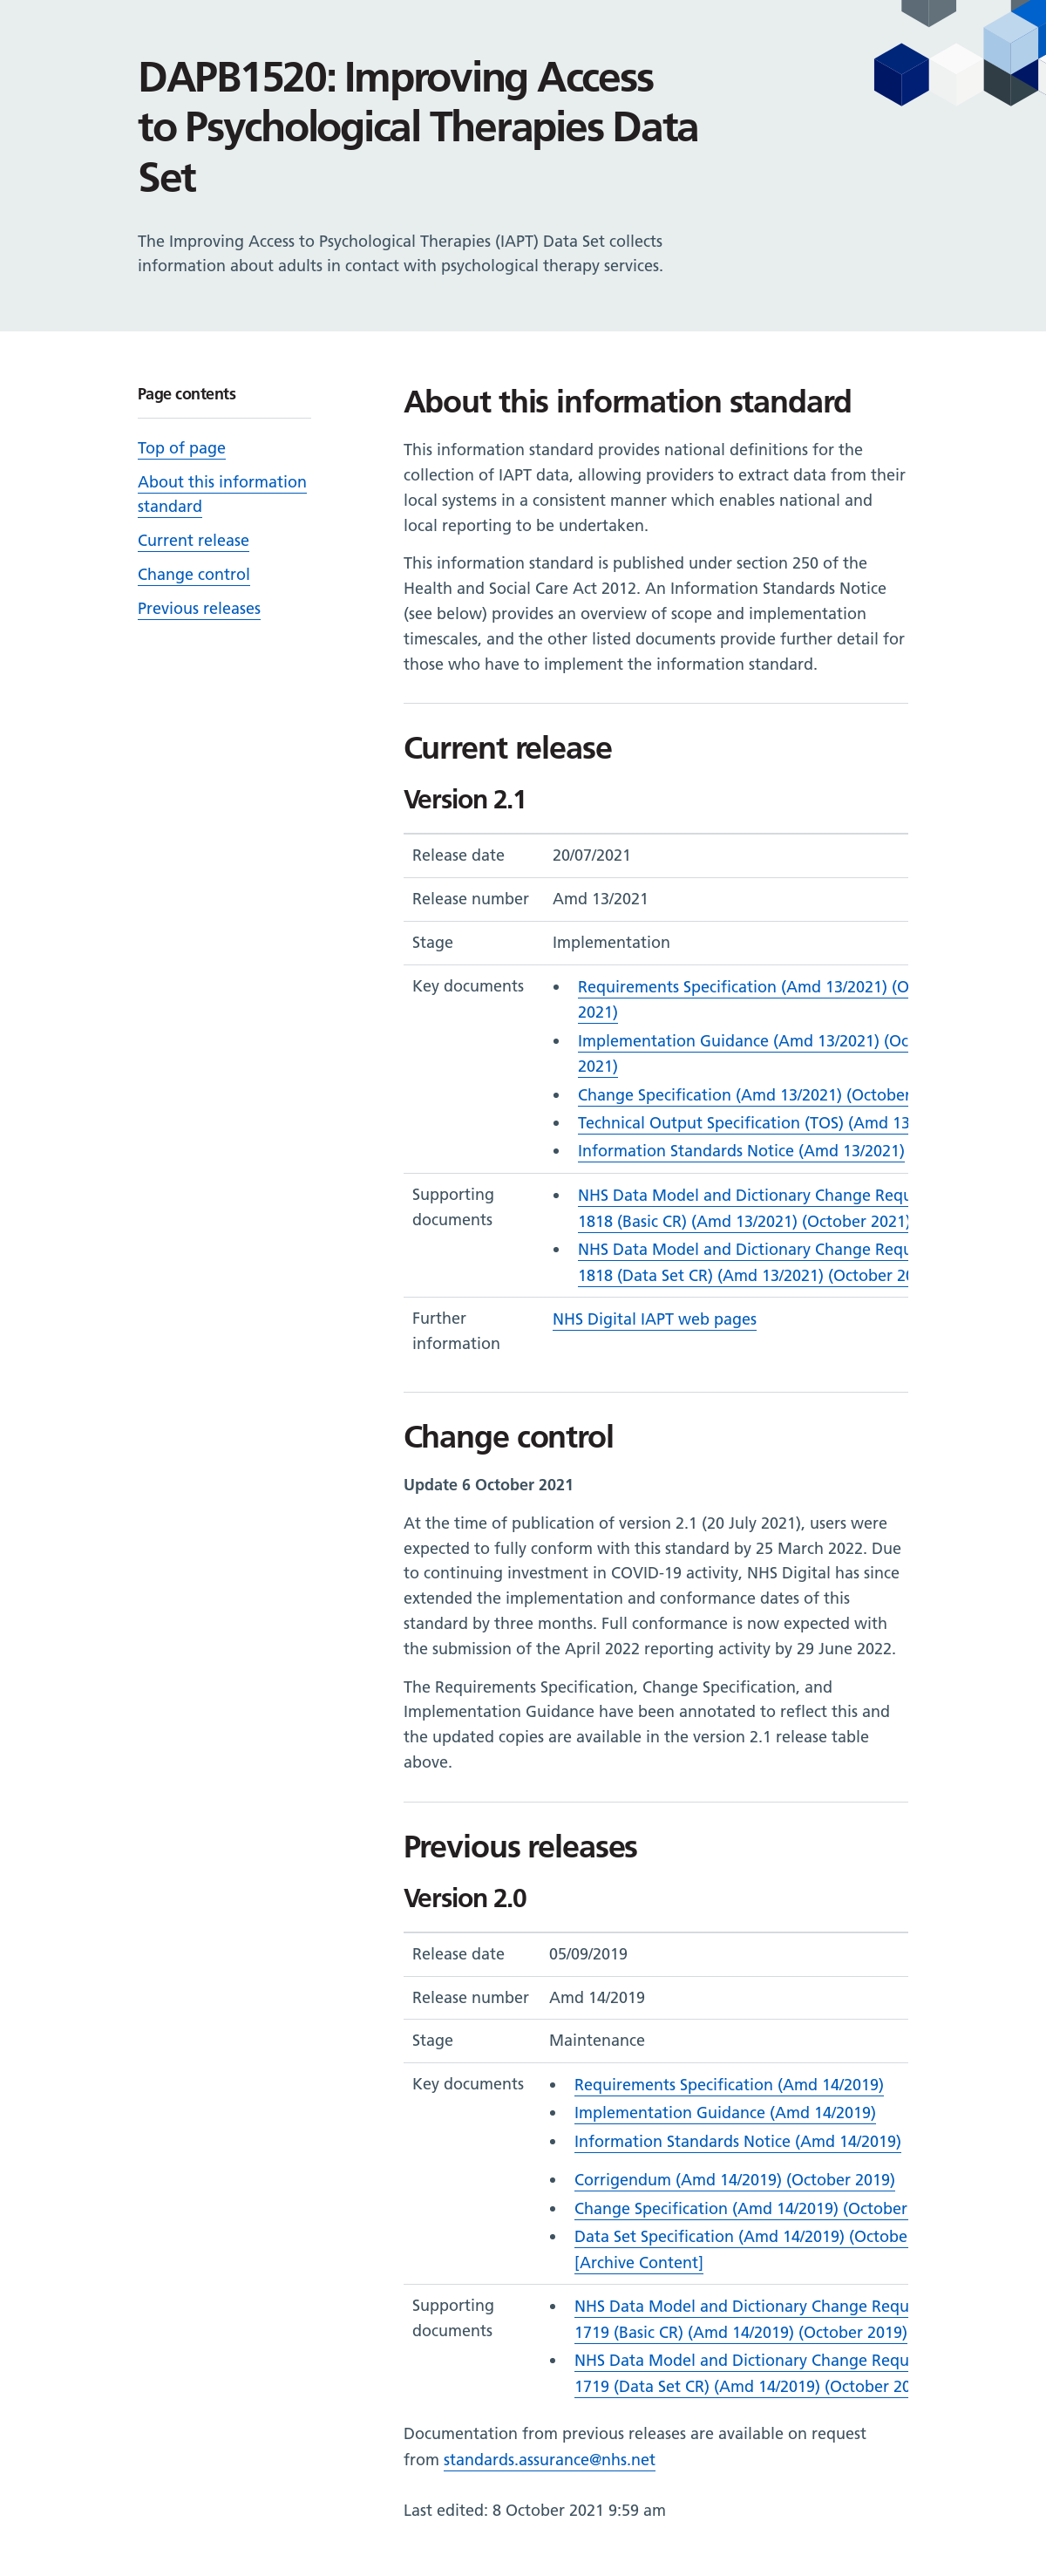 DAPB1520: Improving Access
to Psychological Therapies Data
Set
The Improving Access to Psychological Therapies (IAPT) Data Set collects
information about adults in contact with psychological therapy services.
Page contents
Top of page
About this information
standard
Current release
Change control
Previous releases
About this information standard
This information standard provides national definitions for the
collection of IAPT data, allowing providers to extract data from their
local systems in a consistent manner which enables national and
local reporting to be undertaken.
This information standard is published under section 250 of the
Health and Social Care Act 2012. An Information Standards Notice
(see below) provides an overview of scope and implementation
timescales, and the other listed documents provide further detail for
those who have to implement the information standard.
Current release
Version 2.1
Release date 20/07/2021
Release number Amd 13/2021
Stage Implementation
Key documents
• Requirements Specification (Amd 13/2021) (O
2021)
• Implementation Guidance (Amd 13/2021) (Oc
2021)
• Change Specification (Amd 13/2021) (October
• Technical Output Specification (TOS) (Amd 13
• Information Standards Notice (Amd 13/2021)
Supporting
documents
• NHS Data Model and Dictionary Change Requ
1818 (Basic CR) (Amd 13/2021) (October 2021)
• NHS Data Model and Dictionary Change Requ
1818 (Data Set CR) (Amd 13/2021) (October 20
Further
information
NHS Digital IAPT web pages
Change control
Update 6 October 2021
At the time of publication of version 2.1 (20 July 2021), users were
expected to fully conform with this standard by 25 March 2022. Due
to continuing investment in COVID-19 activity, NHS Digital has since
extended the implementation and conformance dates of this
standard by three months. Full conformance is now expected with
the submission of the April 2022 reporting activity by 29 June 2022.
The Requirements Specification, Change Specification, and
Implementation Guidance have been annotated to reflect this and
the updated copies are available in the version 2.1 release table
above.
Previous releases
Version 2.0
Release date 05/09/2019
Release number Amd 14/2019
Stage Maintenance
Key documents
• Requirements Specification (Amd 14/2019)
• Implementation Guidance (Amd 14/2019)
• Information Standards Notice (Amd 14/2019)
• Corrigendum (Amd 14/2019) (October 2019)
• Change Specification (Amd 14/2019) (October
• Data Set Specification (Amd 14/2019) (Octobe
[Archive Content]
Supporting
documents
• NHS Data Model and Dictionary Change Requ
1719 (Basic CR) (Amd 14/2019) (October 2019)
• NHS Data Model and Dictionary Change Requ
1719 (Data Set CR) (Amd 14/2019) (October 20
Documentation from previous releases are available on request
from standards.assurance@nhs.net
Last edited: 8 October 2021 9:59 am